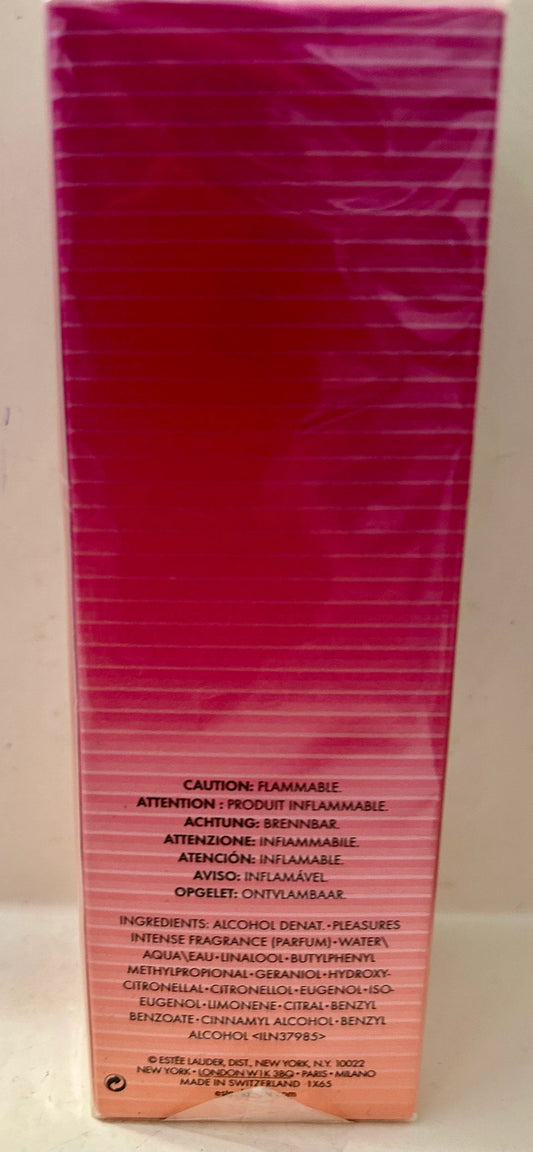 CAUTION: FLAMMABLE.
ATTENTION : PRODUIT INFLAMMABLE.
ACHTUNG: BRENNBAR.
ATTENZIONE: INFIAMMABILE.
ATENCIÓN: INFLAMABLE.
AVISO: INFLAMÁVEL.
OPGELET: ONTVLAMBAAR.
INGREDIENTS: ALCOHOL DENAT.•PLEASURES
INTENSE FRAGRANCE (PARFUM)•WATER\
AQUA\EAU•LINALOOL•BUTYLPHENYL
METHYLPROPIONAL•GERANIOL•HYDROXY-
CITRONELLAL•CITRONELLOL•EUGENOL•ISO-
EUGENOL•LIMONENE•CITRAL•BENZYL
BENZOATE•CINNAMYL ALCOHOL•BENZYL
ALCOHOL <ILN37985>
© ESTÉE LAUDER, DIST., NEW YORK, N.Y. 10022
NEW YORK • LONDON W1K 3BQ • PARIS • MILANO
MADE IN SWITZERLAND 1X65